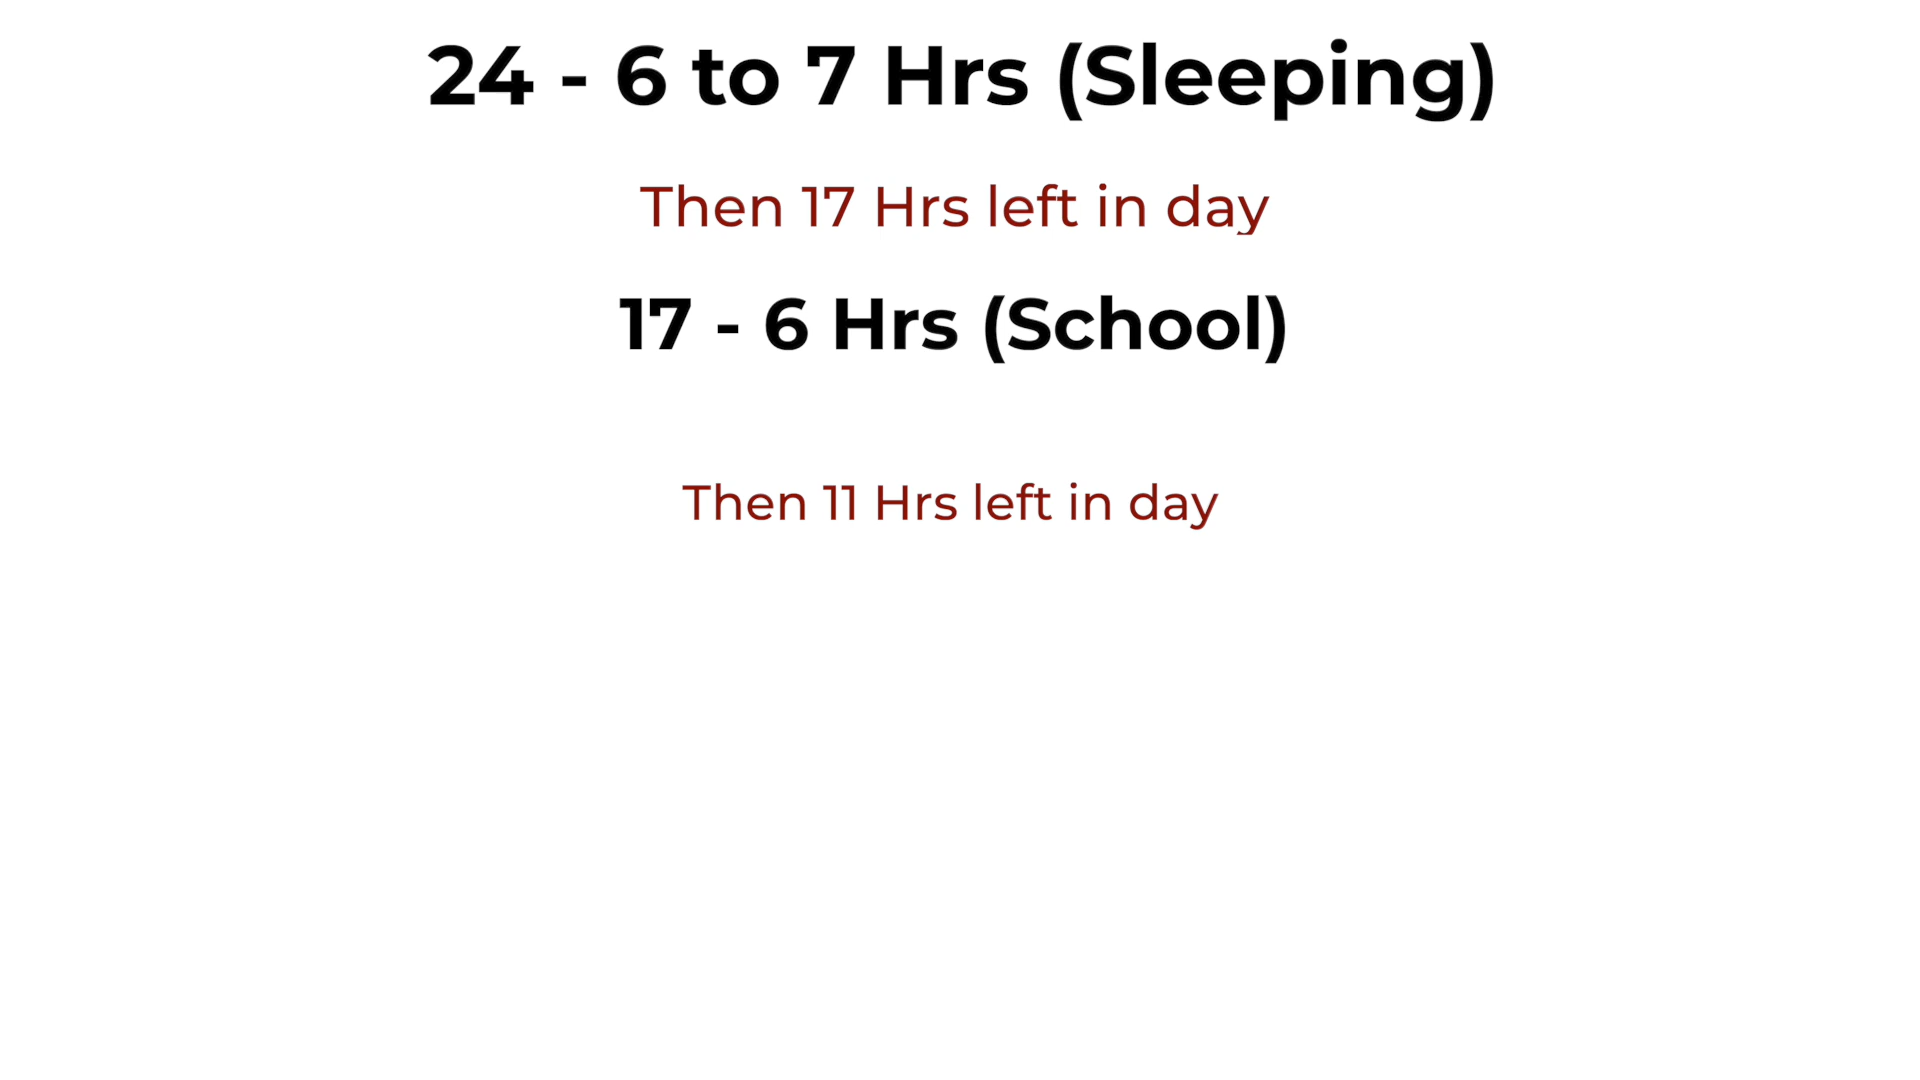 24 - 6 to 7 Hrs (Sleeping)
Then 17 Hrs left in day
17 - 6 Hrs (School)
Then 11 Hrs left in day